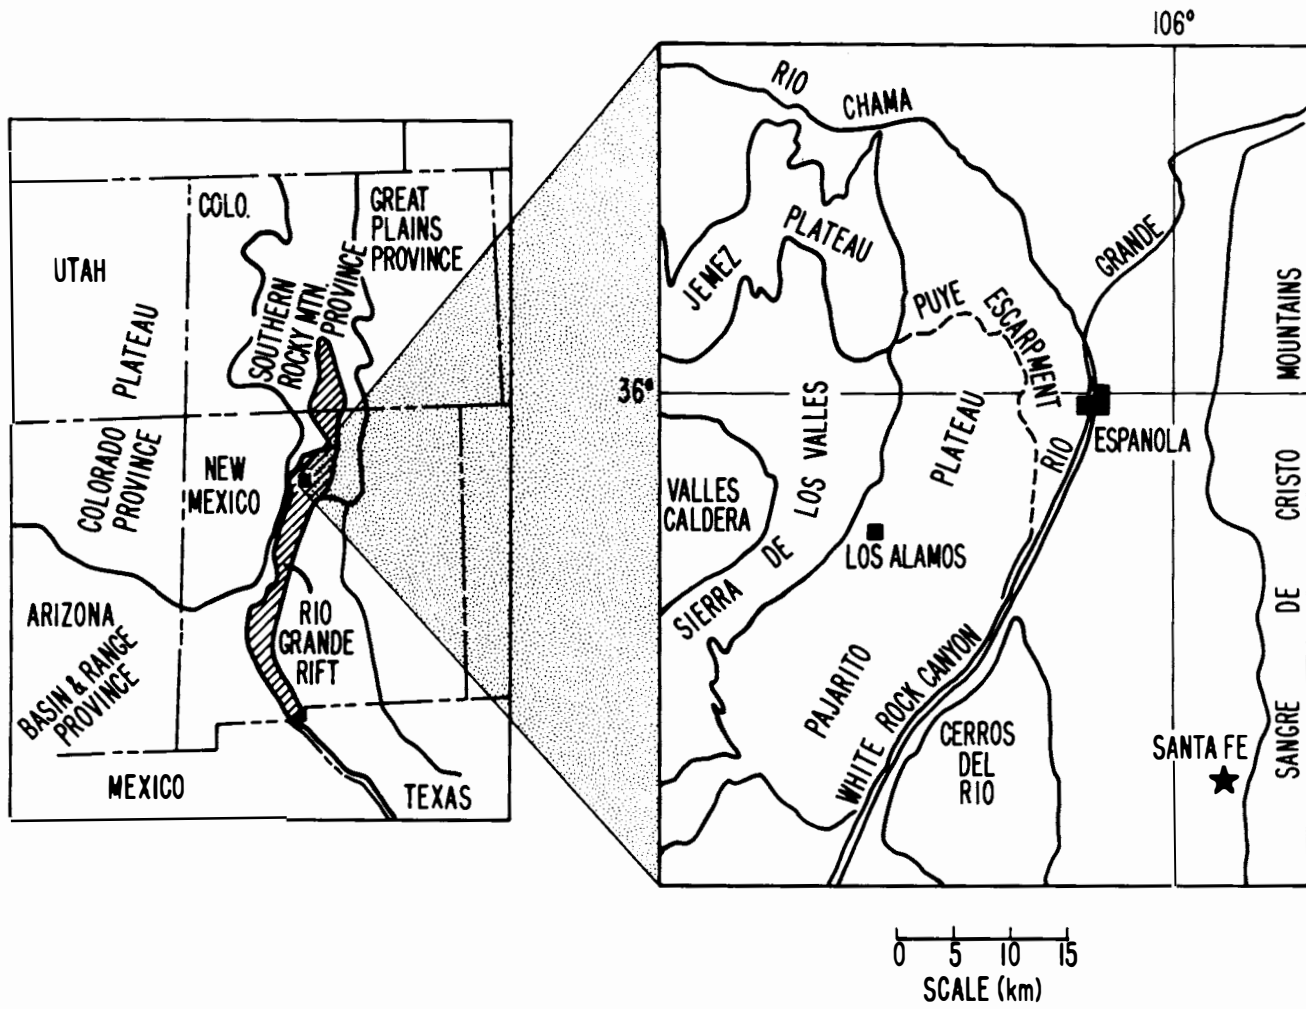 COLO.
GREAT
PLAINS
PROVINCE
UTAH
SOUTHERN
ROCKY MTN.
PROVINCE
COLORADO PLATEAU
PROVINCE
NEW
MEXICO
ARIZONA
BASIN & RANGE
PROVINCE
RIO
GRANDE
RIFT
MEXICO
TEXAS
106°
36°
RIO CHAMA
JEMEZ PLATEAU
PUYE ESCARPMENT
RIO GRANDE
ESPANOLA
VALLES
CALDERA
SIERRA DE LOS VALLES
LOS ALAMOS
PAJARITO PLATEAU
WHITE ROCK CANYON
CERROS
DEL
RIO
SANTA FE
SANGRE DE CRISTO MOUNTAINS
0 5 10 15
SCALE (km)